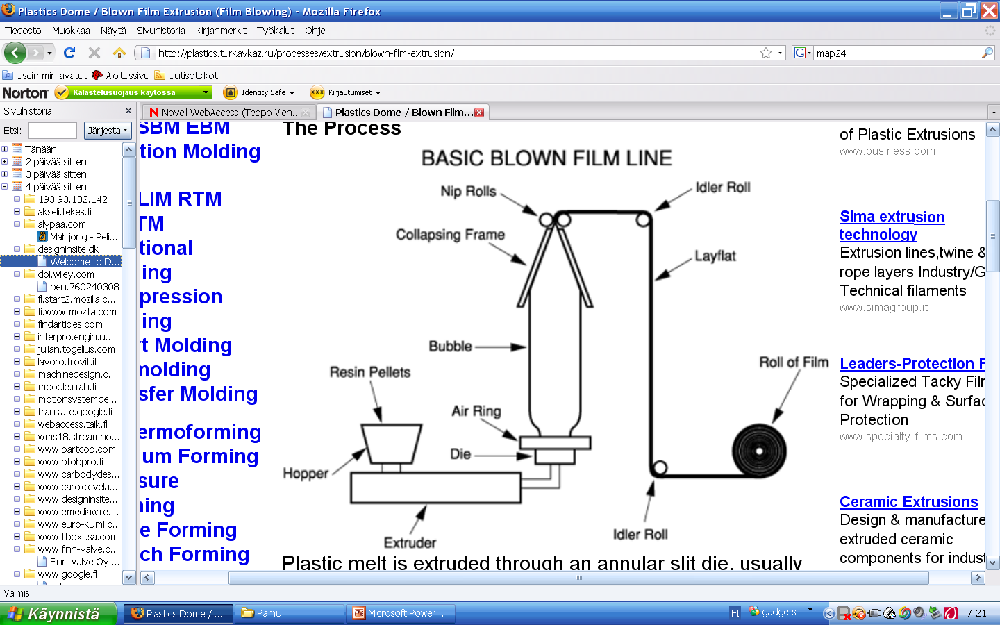 Plastics Dome / Blown Film Extrusion (Film Blowing) - Mozilla Firefox
Tiedosto Muokkaa Näytä Sivuhistoria Kirjanmerkit Työkalut Ohje
http://plastics.turkavkaz.ru/processes/extrusion/blown-film-extrusion/
G map24
Useimmin avatut Aloitussivu Uutisotsikot
Norton Kalastelusuojaus käytössä Identity Safe Kirjautumiset
Sivuhistoria
Etsi: Järjestä
Tänään
2 päivää sitten
3 päivää sitten
4 päivää sitten
193.93.132.142
akseli.tekes.fi
alypaa.com
Mahjong - Peli...
designinsite.dk
Welcome to D...
doi.wiley.com
pen.760240308
fi.start2.mozilla.c...
fi.www.mozilla.com
findarticles.com
interpro.engin.u...
julian.togelius.com
lavoro.trovit.it
machinedesign.c...
moodle.uiah.fi
motionsystemde...
translate.google.fi
webaccess.taik.fi
wms18.streamho...
www.bartcop.com
www.btobpro.fi
www.carbodydes...
www.carolclevela...
www.designinsite....
www.emediawire....
www.euro-kumi.c...
www.fiboxusa.com
www.finn-valve.c...
Finn-Valve Oy ...
www.google.fi
Novell WebAccess (Teppo Vien...
Plastics Dome / Blown Film...
SBM EBM
tion Molding
LIM RTM
TM
tional
ing
pression
ing
rt Molding
molding
sfer Molding
ermoforming
um Forming
sure
ning
e Forming
ch Forming
The Process
BASIC BLOWN FILM LINE
Nip Rolls
Idler Roll
Collapsing Frame
Layflat
Bubble
Resin Pellets
Roll of Film
Air Ring
Die
Hopper
Extruder
Idler Roll
Plastic melt is extruded through an annular slit die, usually
of Plastic Extrusions
www.business.com
Sima extrusion
technology
Extrusion lines,twine &
rope layers Industry/G
Technical filaments
www.simagroup.it
Leaders-Protection F
Specialized Tacky Fil
for Wrapping & Surfac
Protection
www.specialty-films.com
Ceramic Extrusions
Design & manufacture
extruded ceramic
components for indust
Valmis
Käynnistä Plastics Dome / ... Pamu Microsoft Power... FI gadgets 7:21